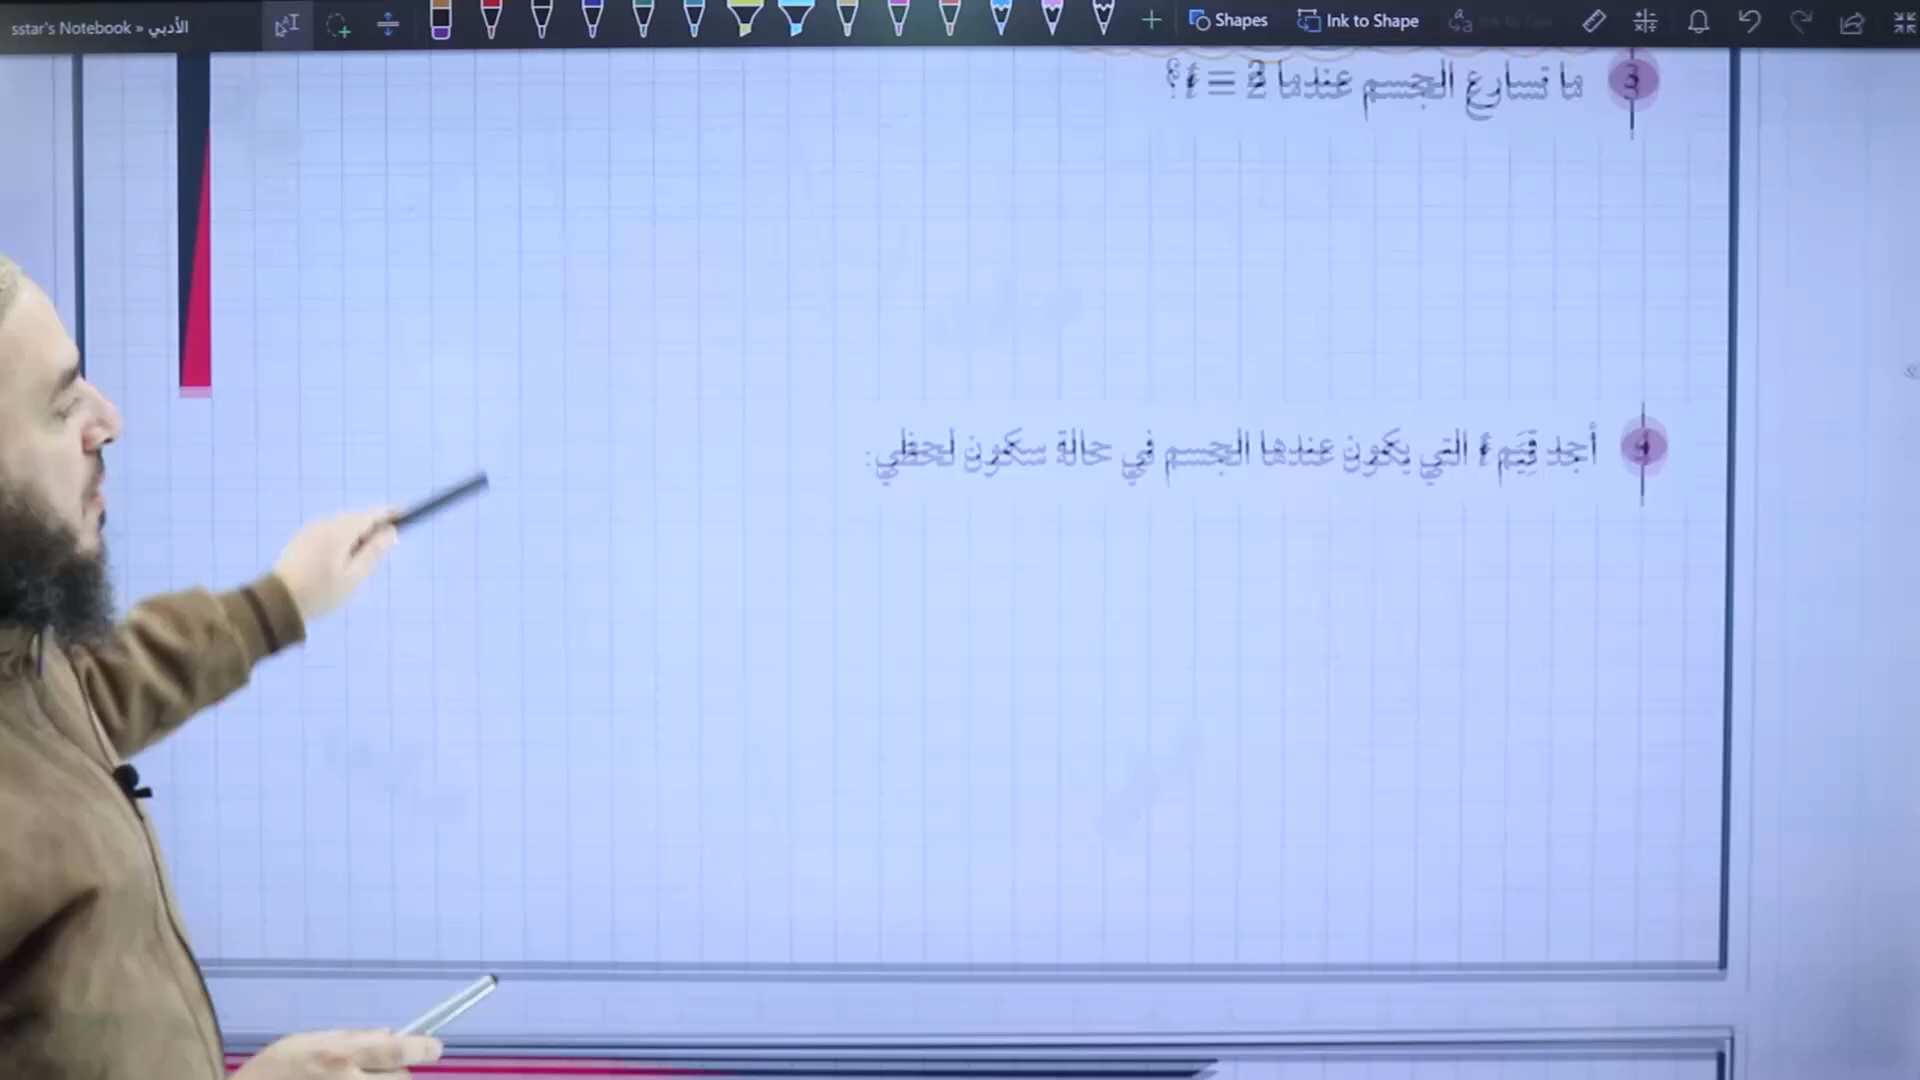 sstar's Notebook » الأدبي
Shapes
Ink to Shape
3 ما تسارع الجسم عندما t = 2؟
4 أجد قِيَم t التي يكون عندها الجسم في حالة سكون لحظي: